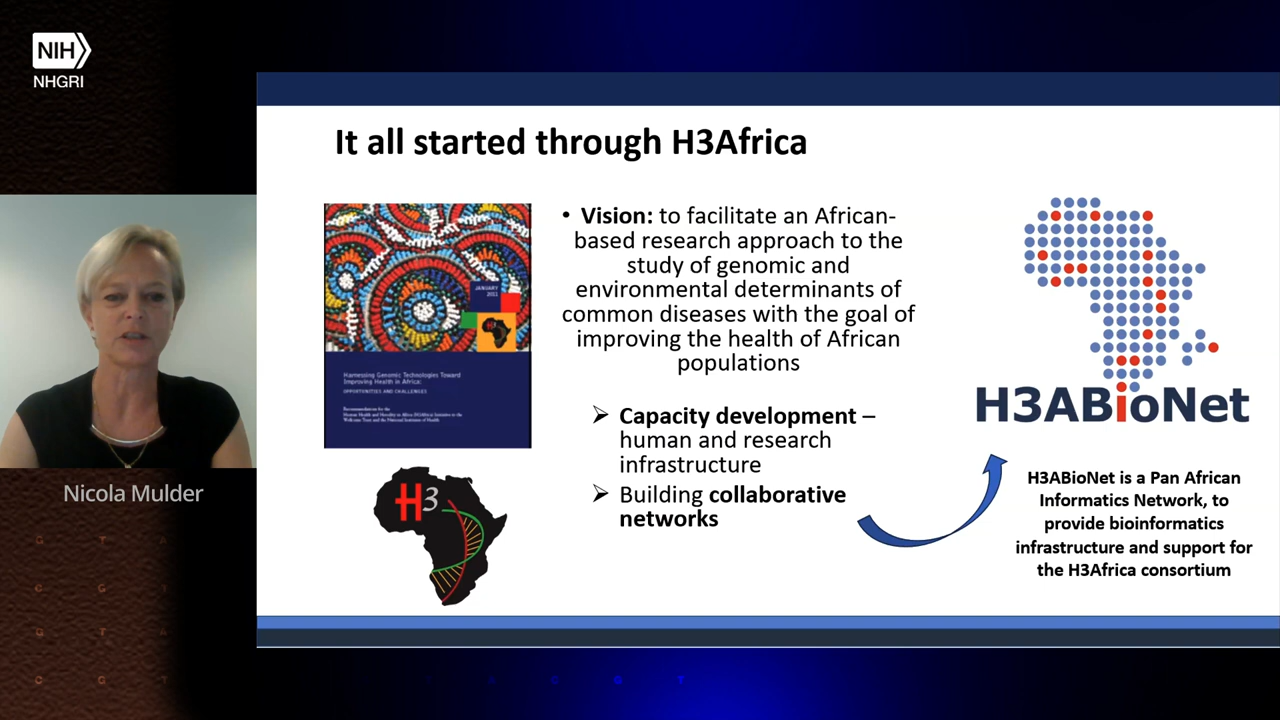 NIH
NHGRI
It all started through H3Africa
• Vision: to facilitate an African-
based research approach to the
study of genomic and
environmental determinants of
common diseases with the goal of
improving the health of African
populations
➢ Capacity development –
human and research
infrastructure
➢ Building collaborative
networks
JANUARY
2011
Harnessing Genomic Technologies Toward
Improving Health in Africa:
OPPORTUNITIES AND CHALLENGES
Recommendations for the
Human Health and Heredity in Africa (H3Africa) Initiative to the
Wellcome Trust and the National Institutes of Health
H3
H3ABioNet
H3ABioNet is a Pan African
Informatics Network, to
provide bioinformatics
infrastructure and support for
the H3Africa consortium
Nicola Mulder
G T A
C G T
G T A
C G T
G T